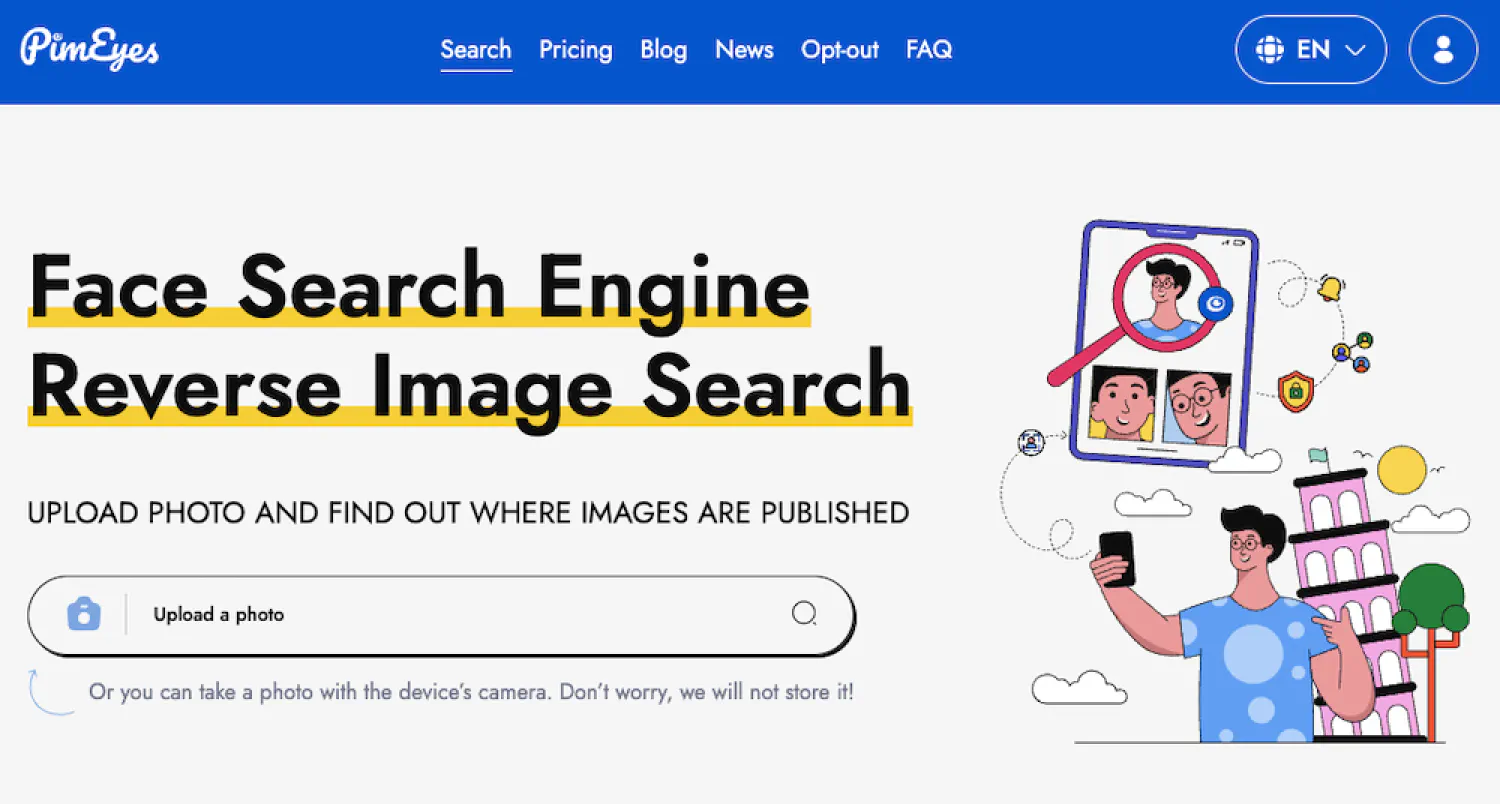 PimEyes
Search Pricing Blog News Opt-out FAQ EN
Face Search Engine
Reverse Image Search
UPLOAD PHOTO AND FIND OUT WHERE IMAGES ARE PUBLISHED
Upload a photo
Or you can take a photo with the device’s camera. Don’t worry, we will not store it!